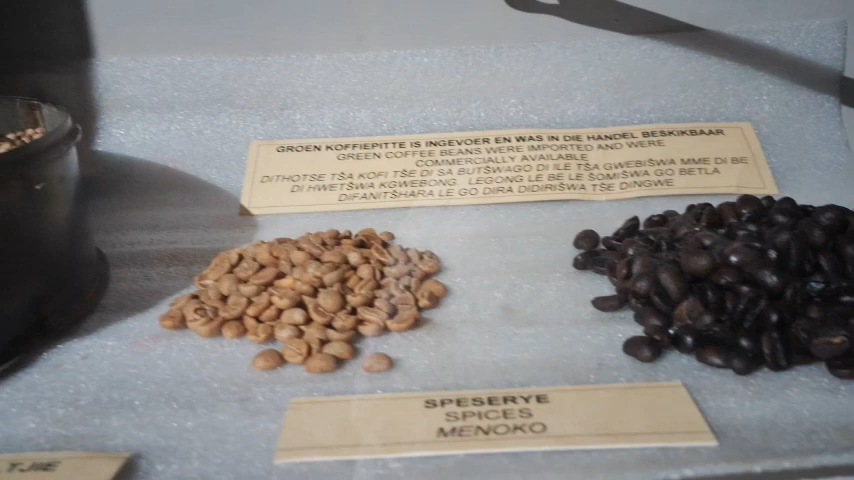 GROEN KOFFIEPITTE IS INGEVOER EN WAS IN DIE HANDEL BESKIKBAAR
GREEN COFFEE BEANS WERE IMPORTED AND WERE
COMMERCIALLY AVAILABLE
DITHOTSE TŠA KOFI TŠE DI SA BUTŠWAGO DI ILE TŠA GWEBIŠWA MME DI BE
DI HWETŠWA KGWEBONG. LEGONG LE BE LE ŠOMIŠWA GO BETLA
DIFANITŠHARA LE GO DIRA DIDIRIŠWA TŠE DINGWE
SPESERYE
SPICES
MENOKO
TJIE